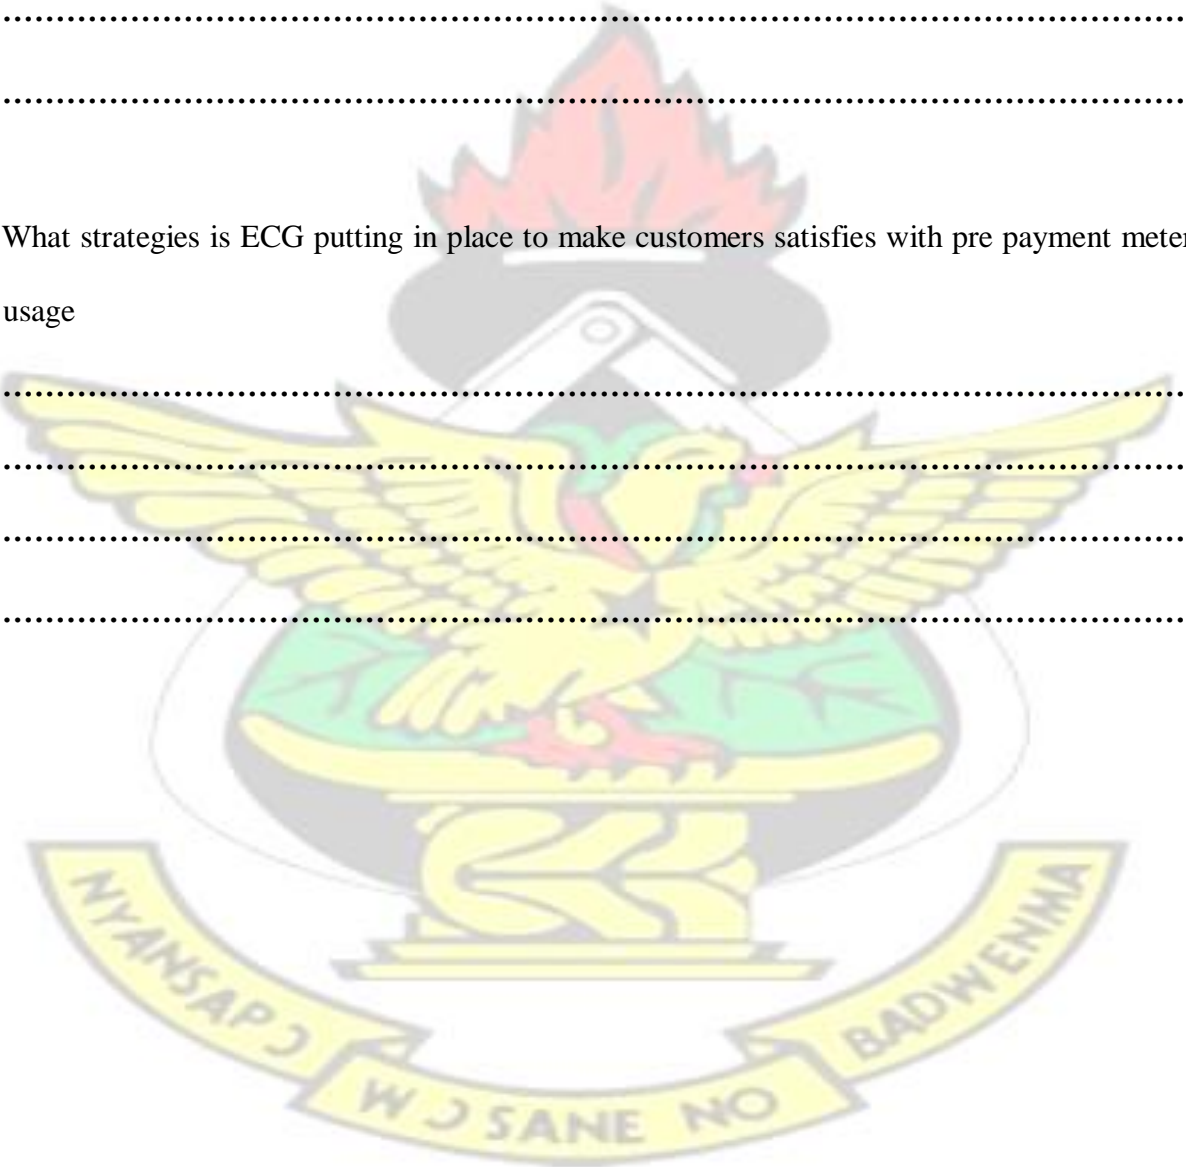 ................................................................................
................................................................................
What strategies is ECG putting in place to make customers satisfies with pre payment meter
usage
................................................................................
................................................................................
................................................................................
................................................................................
NYANSAPƆ
WƆSANE NO
BADWENMA